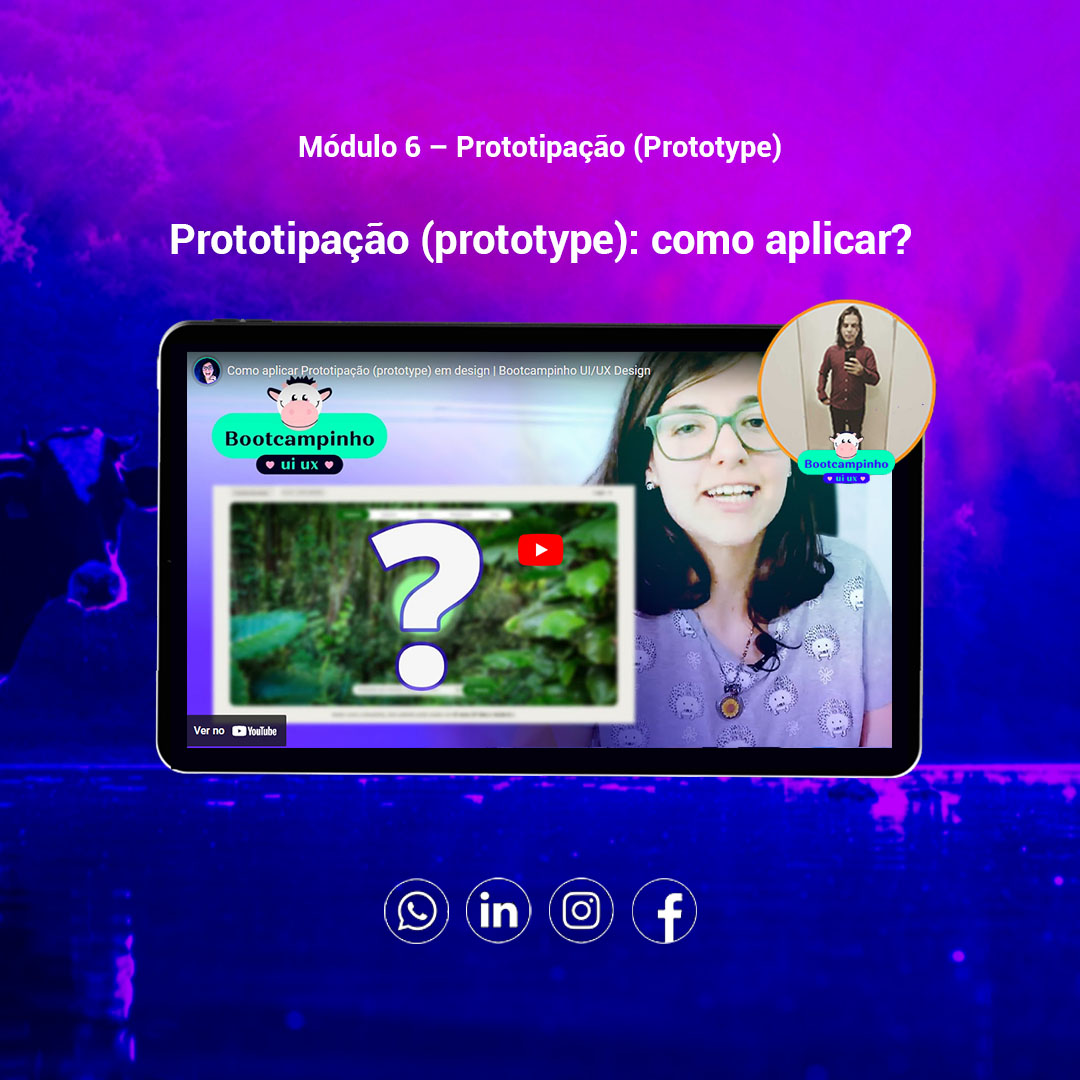 Módulo 6 – Prototipação (Prototype)
Prototipação (prototype): como aplicar?
Como aplicar Prototipação (prototype) em design | Bootcampinho UI/UX Design
Bootcampinho
ui ux
Bootcampinho
ui ux
?
Ver no YouTube
in
f